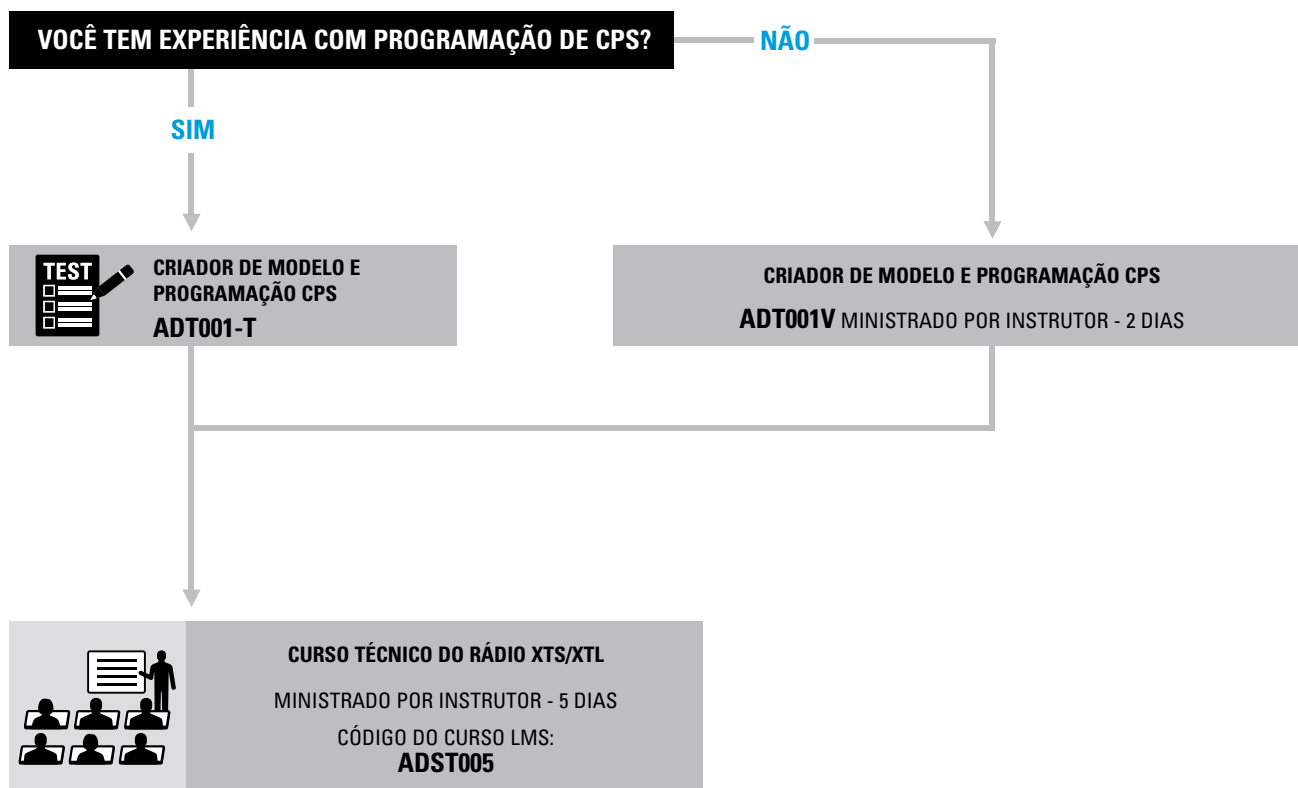 VOCÊ TEM EXPERIÊNCIA COM PROGRAMAÇÃO DE CPS?
NÃO
SIM
TEST
CRIADOR DE MODELO E
PROGRAMAÇÃO CPS
ADT001-T
CRIADOR DE MODELO E PROGRAMAÇÃO CPS
ADT001V MINISTRADO POR INSTRUTOR - 2 DIAS
CURSO TÉCNICO DO RÁDIO XTS/XTL
MINISTRADO POR INSTRUTOR - 5 DIAS
CÓDIGO DO CURSO LMS:
ADST005